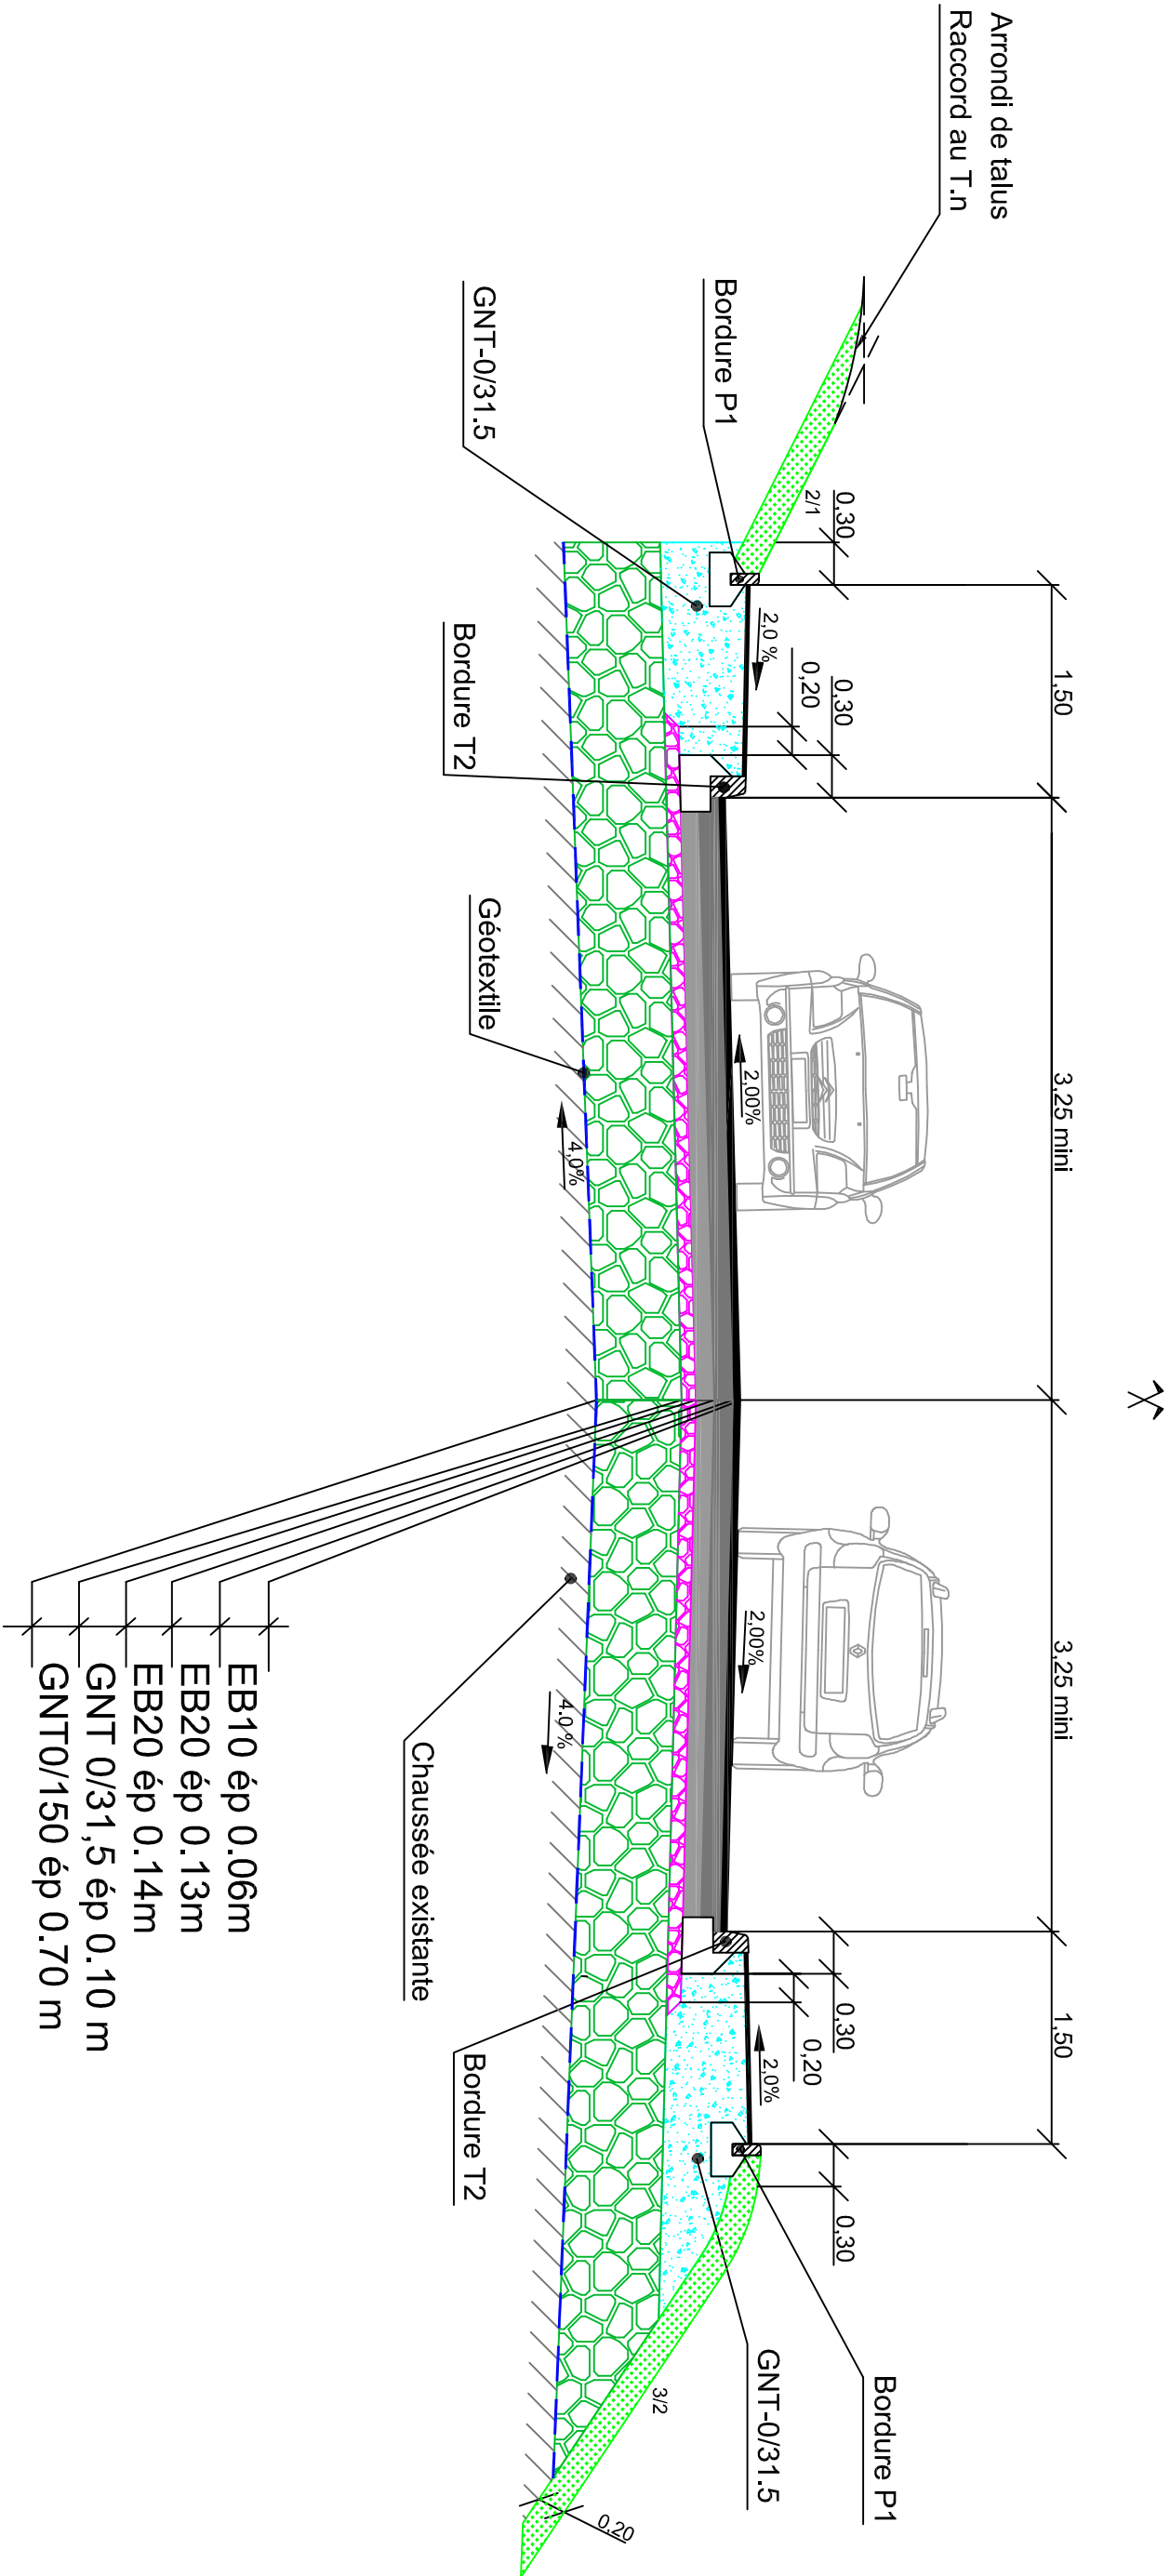 Arrondi de talus
Raccord au T.n
Bordure P1
GNT-0/31.5
2/1
0,30
1,50
2,0 %
0,20
0,30
Bordure T2
Géotextile
3,25 mini
2,00%
4,0%
3,25 mini
2,00%
4.0 %
Chaussée existante
EB10 ép 0.06m
EB20 ép 0.13m
EB20 ép 0.14m
GNT 0/31,5 ép 0.10 m
GNT0/150 ép 0.70 m
0,30
0,20
1,50
2,0%
Bordure T2
0,30
GNT-0/31.5
Bordure P1
3/2
0,20